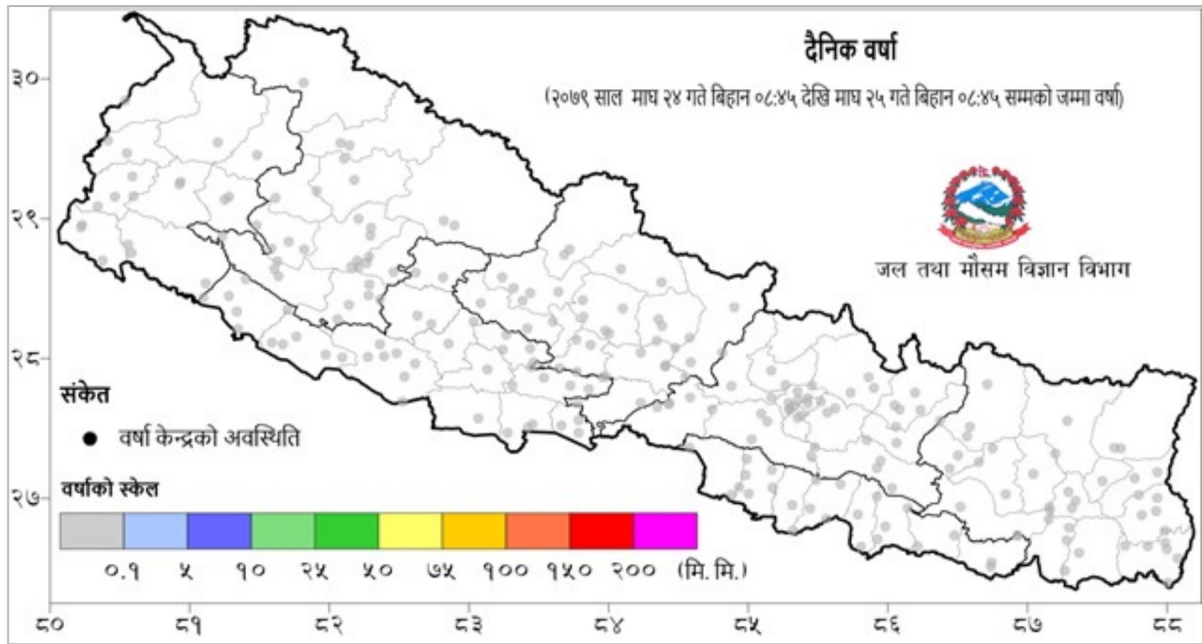 दैनिक वर्षा
(२०७९ साल माघ २४ गते बिहान ०८:४५ देखि माघ २५ गते बिहान ०८:४५ सम्मको जम्मा वर्षा)
जल तथा मौसम विज्ञान विभाग
३०
२९
२८
२७
संकेत
वर्षा केन्द्रको अवस्थिति
वर्षाको स्केल
०.१ ५ १० २५ ५० ७५ १०० १५० २०० (मि.मि.)
८० ८१ ८२ ८३ ८४ ८५ ८६ ८७ ८८